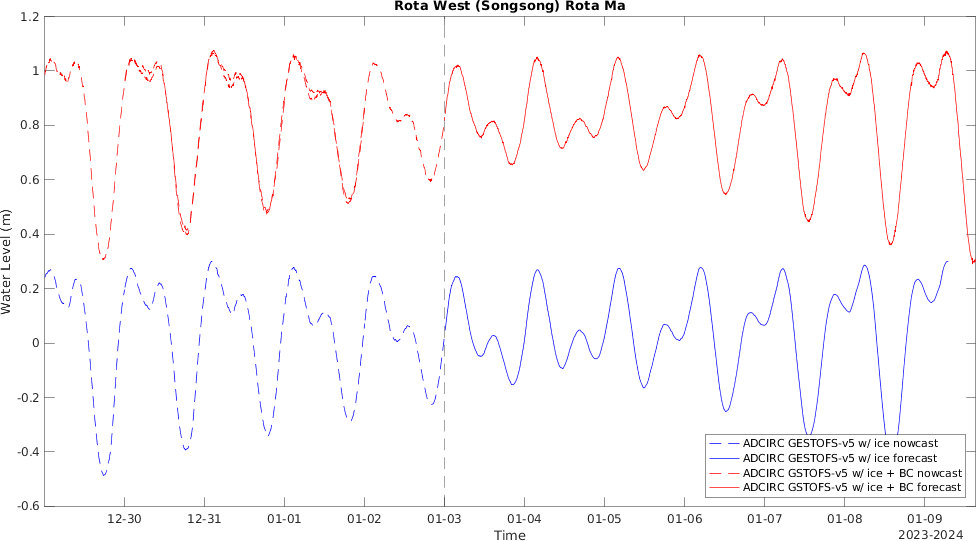 Rota West (Songsong) Rota Ma
1.2
1
0.8
0.6
0.4
0.2
0
-0.2
-0.4
-0.6
Water Level (m)
ADCIRC GESTOFS-v5 w/ ice nowcast
ADCIRC GESTOFS-v5 w/ ice forecast
ADCIRC GSTOFS-v5 w/ ice + BC nowcast
ADCIRC GSTOFS-v5 w/ ice + BC forecast
12-30 12-31 01-01 01-02 01-03 01-04 01-05 01-06 01-07 01-08 01-09
Time
2023-2024